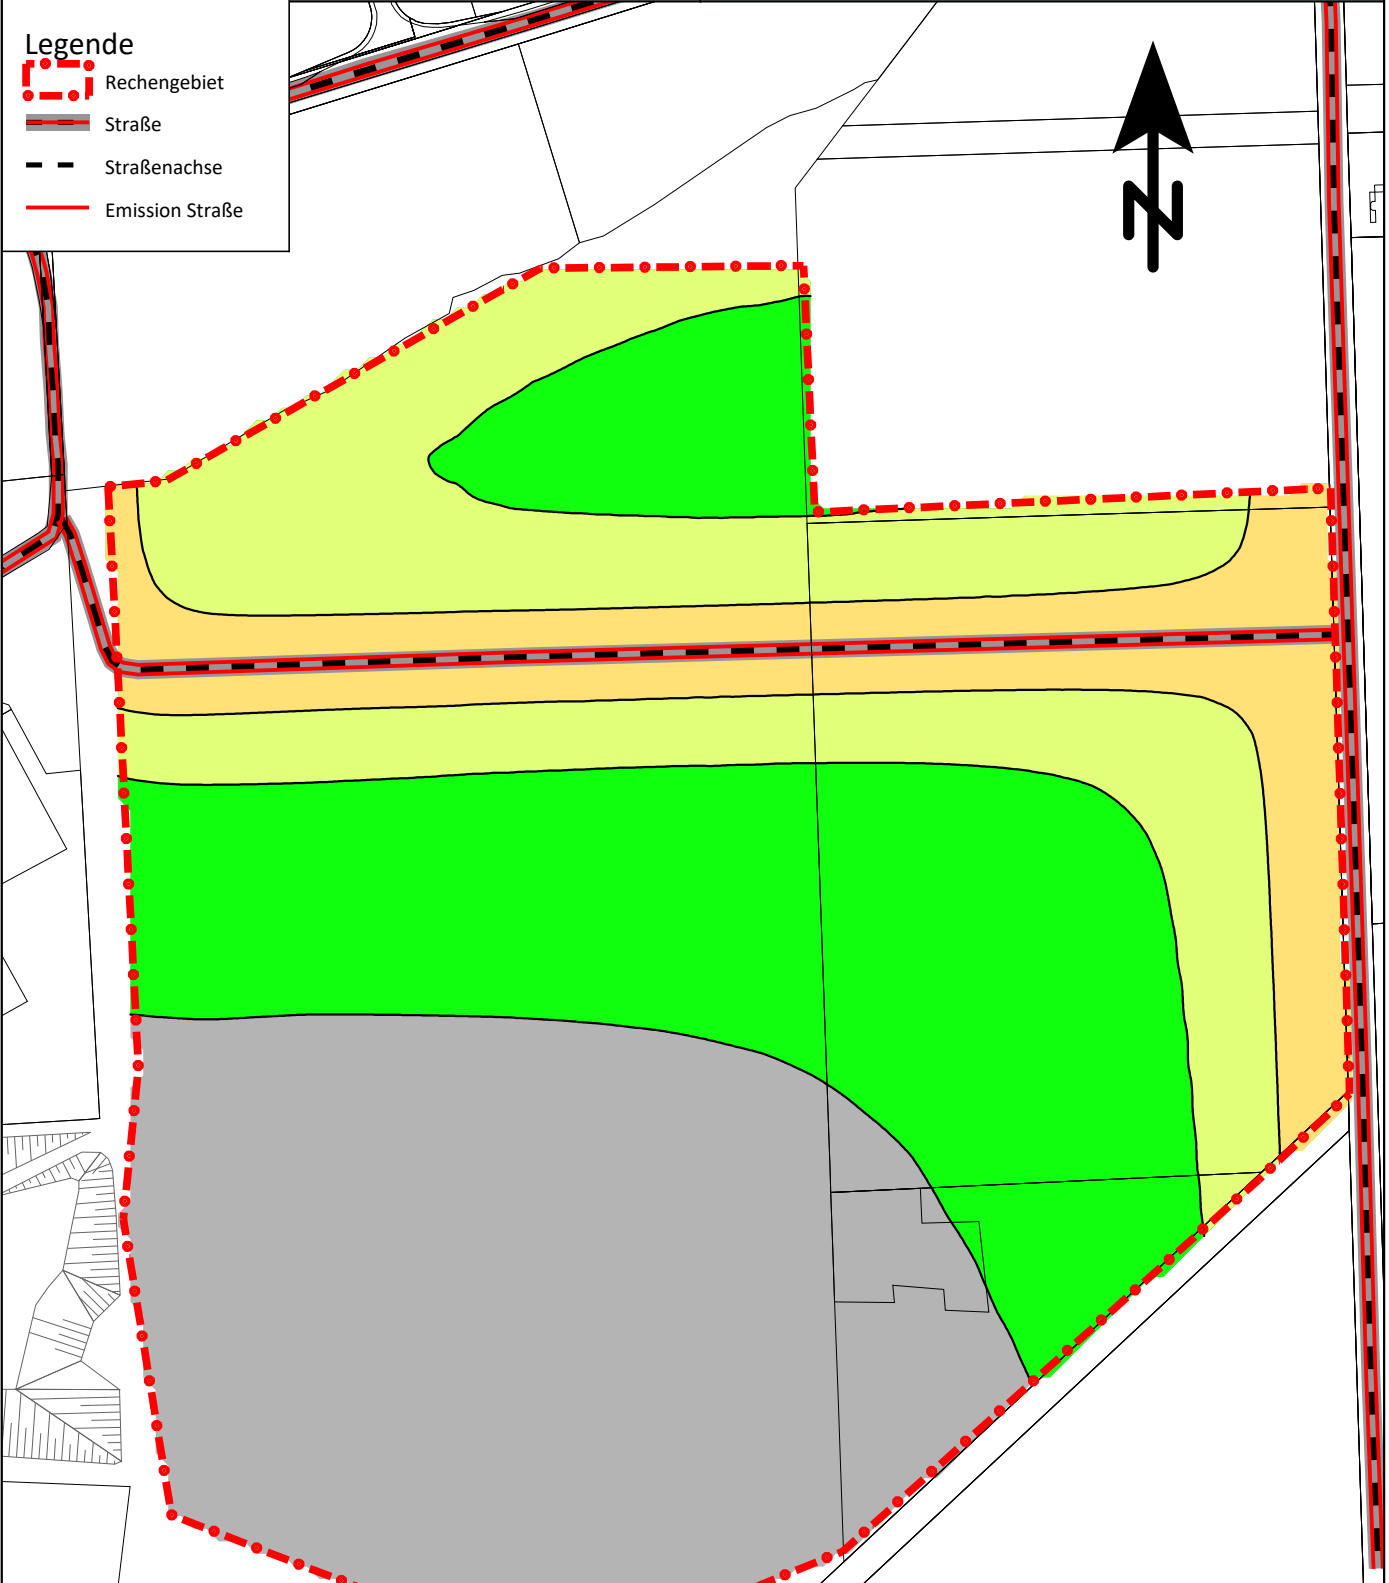 Legende
Rechengebiet
Straße
Straßenachse
Emission Straße
N